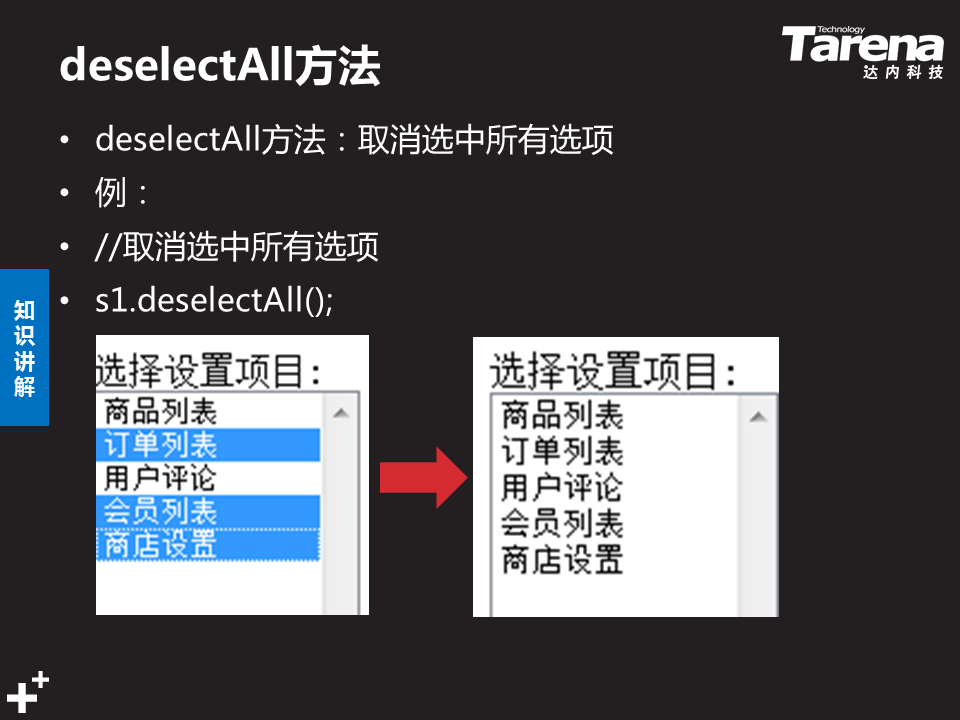 deselectAll方法
Technology
Tarena
达内科技
• deselectAll方法：取消选中所有选项
• 例：
• //取消选中所有选项
• s1.deselectAll();
知识讲解
选择设置项目：
商品列表
订单列表
用户评论
会员列表
商店设置
选择设置项目：
商品列表
订单列表
用户评论
会员列表
商店设置